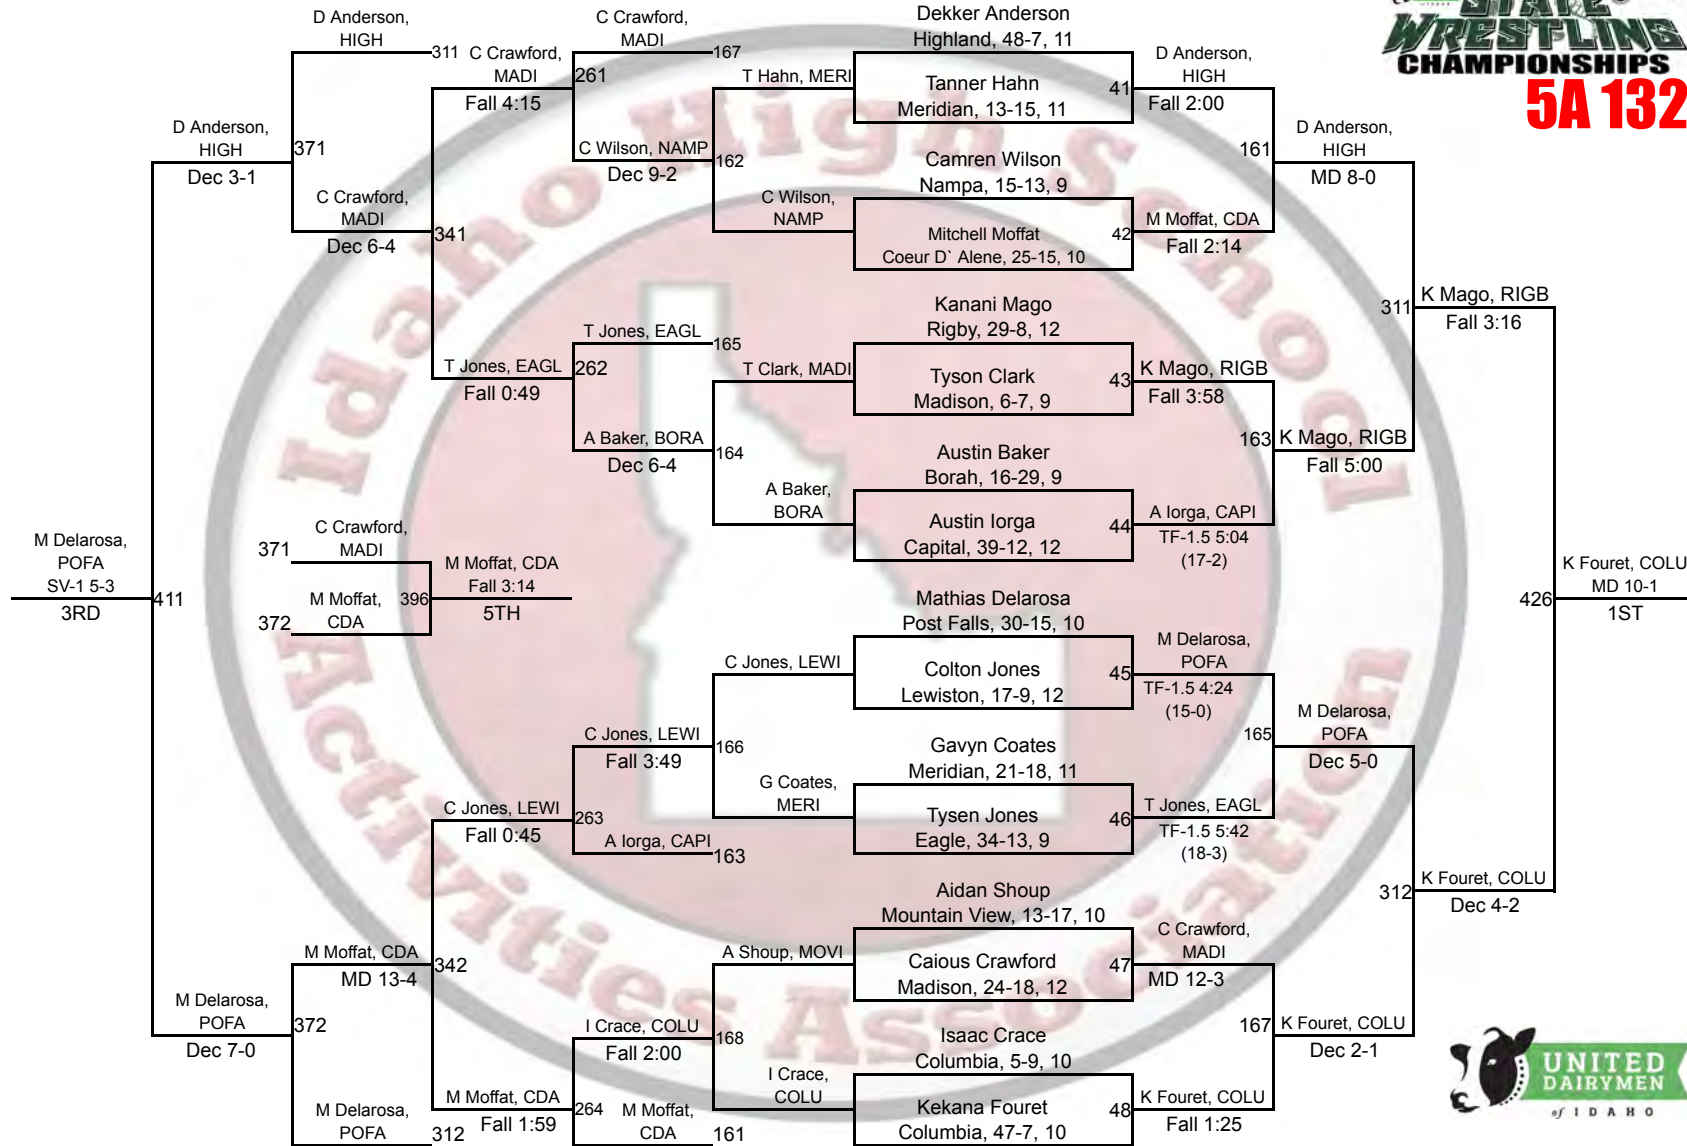 STATE
WRESTLING
CHAMPIONSHIPS
5A 132
Idaho High School
Activities Association
D Anderson,
HIGH
311
C Crawford,
MADI
Fall 4:15
C Crawford,
MADI
167
261
T Hahn, MERI
C Wilson, NAMP
Dec 9-2
162
C Wilson,
NAMP
D Anderson,
HIGH
Dec 3-1
371
C Crawford,
MADI
Dec 6-4
341
T Jones, EAGL
165
T Jones, EAGL
Fall 0:49
262
T Clark, MADI
A Baker, BORA
Dec 6-4
164
A Baker,
BORA
M Delarosa,
POFA
SV-1 5-3
3RD
411
371
C Crawford,
MADI
372
M Moffat,
CDA
396
M Moffat, CDA
Fall 3:14
5TH
C Jones, LEWI
C Jones, LEWI
Fall 3:49
166
G Coates,
MERI
C Jones, LEWI
Fall 0:45
263
A Iorga, CAPI
163
M Moffat, CDA
MD 13-4
342
A Shoup, MOVI
M Delarosa,
POFA
Dec 7-0
372
I Crace, COLU
Fall 2:00
168
I Crace,
COLU
M Delarosa,
POFA
312
M Moffat, CDA
Fall 1:59
264
M Moffat,
CDA
161
Dekker Anderson
Highland, 48-7, 11
Tanner Hahn
Meridian, 13-15, 11
41
D Anderson,
HIGH
Fall 2:00
Camren Wilson
Nampa, 15-13, 9
Mitchell Moffat
Coeur D` Alene, 25-15, 10
42
M Moffat, CDA
Fall 2:14
161
D Anderson,
HIGH
MD 8-0
Kanani Mago
Rigby, 29-8, 12
Tyson Clark
Madison, 6-7, 9
43
K Mago, RIGB
Fall 3:58
Austin Baker
Borah, 16-29, 9
Austin Iorga
Capital, 39-12, 12
44
A Iorga, CAPI
TF-1.5 5:04
(17-2)
163
K Mago, RIGB
Fall 5:00
311
K Mago, RIGB
Fall 3:16
Mathias Delarosa
Post Falls, 30-15, 10
Colton Jones
Lewiston, 17-9, 12
45
M Delarosa,
POFA
TF-1.5 4:24
(15-0)
Gavyn Coates
Meridian, 21-18, 11
Tysen Jones
Eagle, 34-13, 9
46
T Jones, EAGL
TF-1.5 5:42
(18-3)
165
M Delarosa,
POFA
Dec 5-0
Aidan Shoup
Mountain View, 13-17, 10
Caious Crawford
Madison, 24-18, 12
47
C Crawford,
MADI
MD 12-3
Isaac Crace
Columbia, 5-9, 10
Kekana Fouret
Columbia, 47-7, 10
48
K Fouret, COLU
Fall 1:25
167
K Fouret, COLU
Dec 2-1
312
K Fouret, COLU
Dec 4-2
426
K Fouret, COLU
MD 10-1
1ST
UNITED
DAIRYMEN
of IDAHO